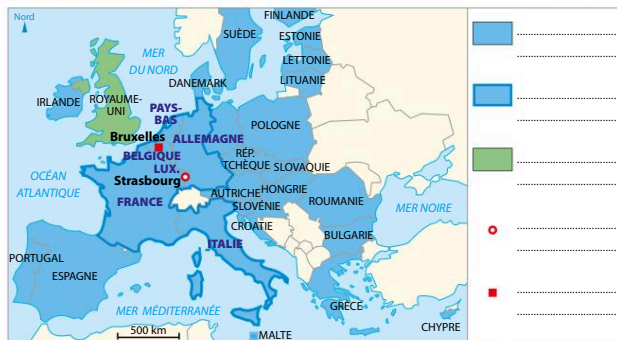 Nord
FINLANDE
SUÈDE
ESTONIE
MER
DU NORD
LETTONIE
LITUANIE
DANEMARK
IRLANDE
ROYAUME-
UNI
PAYS-
BAS
POLOGNE
Bruxelles
ALLEMAGNE
BELGIQUE
LUX.
RÉP.
TCHÈQUE
SLOVAQUIE
OCÉAN
ATLANTIQUE
Strasbourg
AUTRICHE
HONGRIE
FRANCE
SLOVÉNIE
ROUMANIE
MER NOIRE
CROATIE
BULGARIE
ITALIE
PORTUGAL
ESPAGNE
MER MÉDITERRANÉE
GRÈCE
CHYPRE
500 km
MALTE